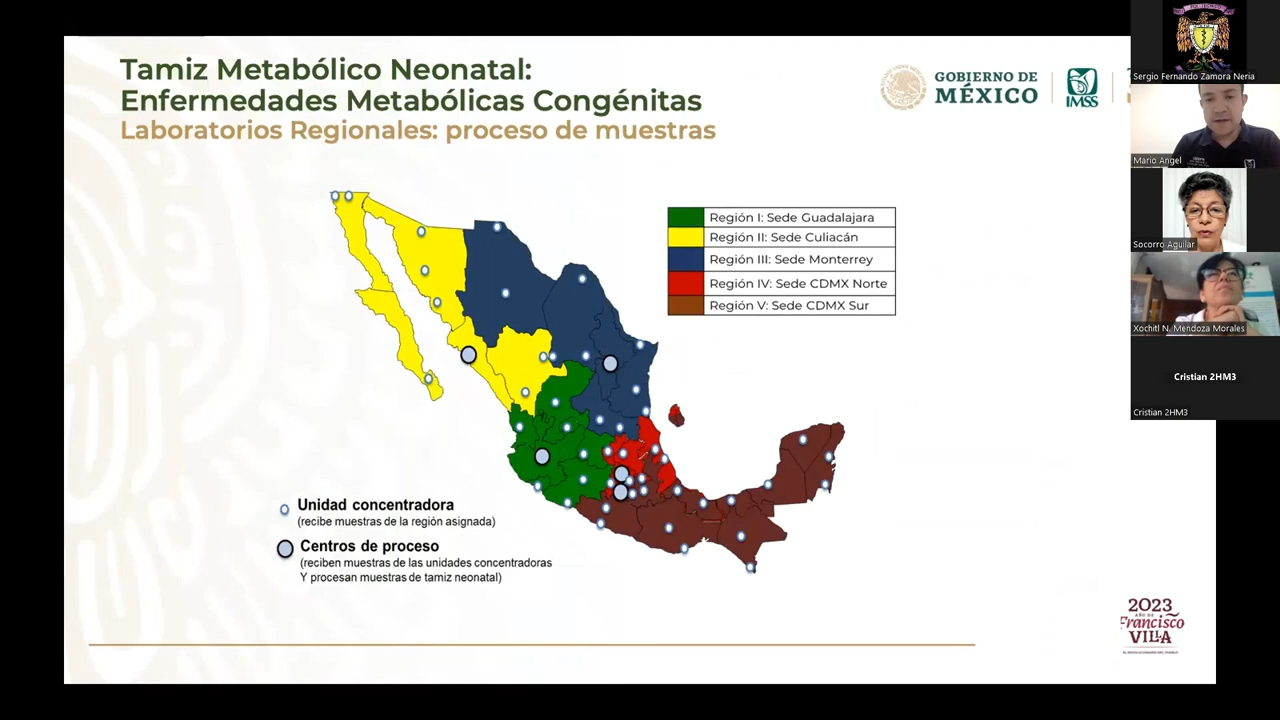 Tamiz Metabólico Neonatal:
Enfermedades Metabólicas Congénitas
Laboratorios Regionales: proceso de muestras
GOBIERNO DE
MÉXICO
IMSS
Región I: Sede Guadalajara
Región II: Sede Culiacán
Región III: Sede Monterrey
Región IV: Sede CDMX Norte
Región V: Sede CDMX Sur
Unidad concentradora
(recibe muestras de la región asignada)
Centros de proceso
(reciben muestras de las unidades concentradoras
Y procesan muestras de tamiz neonatal)
2023
AÑO DE
Francisco
VILLA
Sergio Fernando Zamora Neria
Mario Angel
Socorro Aguilar
Xochitl N. Mendoza Morales
Cristian 2HM3
Cristian 2HM3